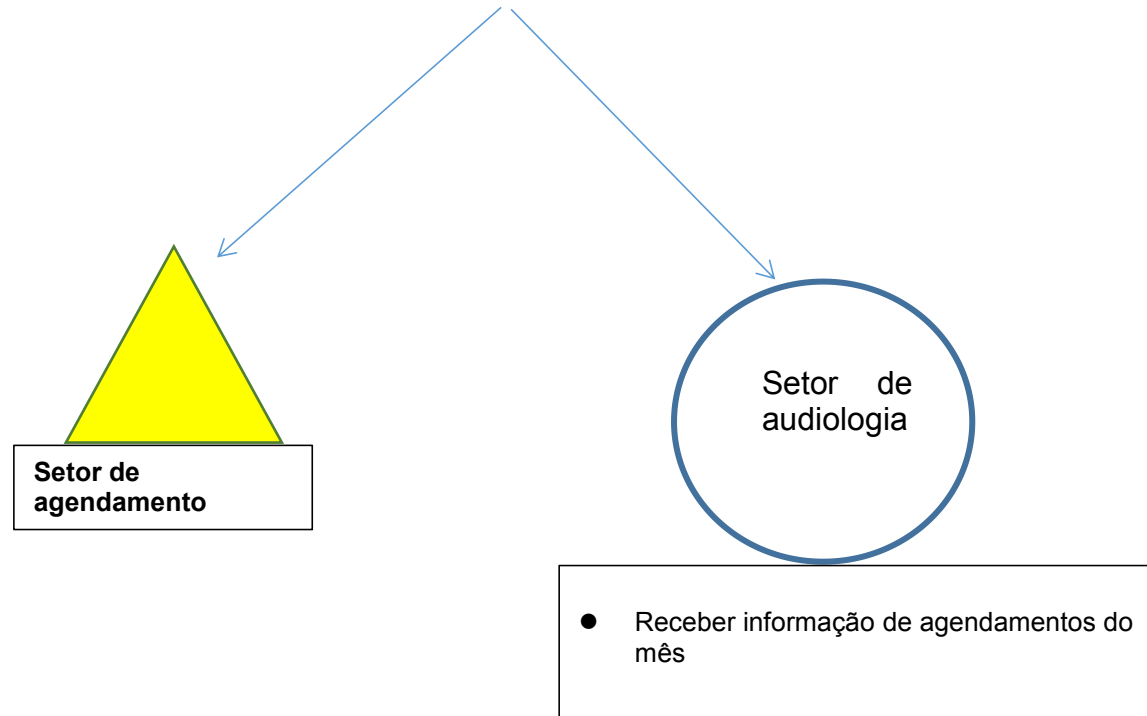 Setor de
audiologia
Setor de
agendamento
● Receber informação de agendamentos do
mês